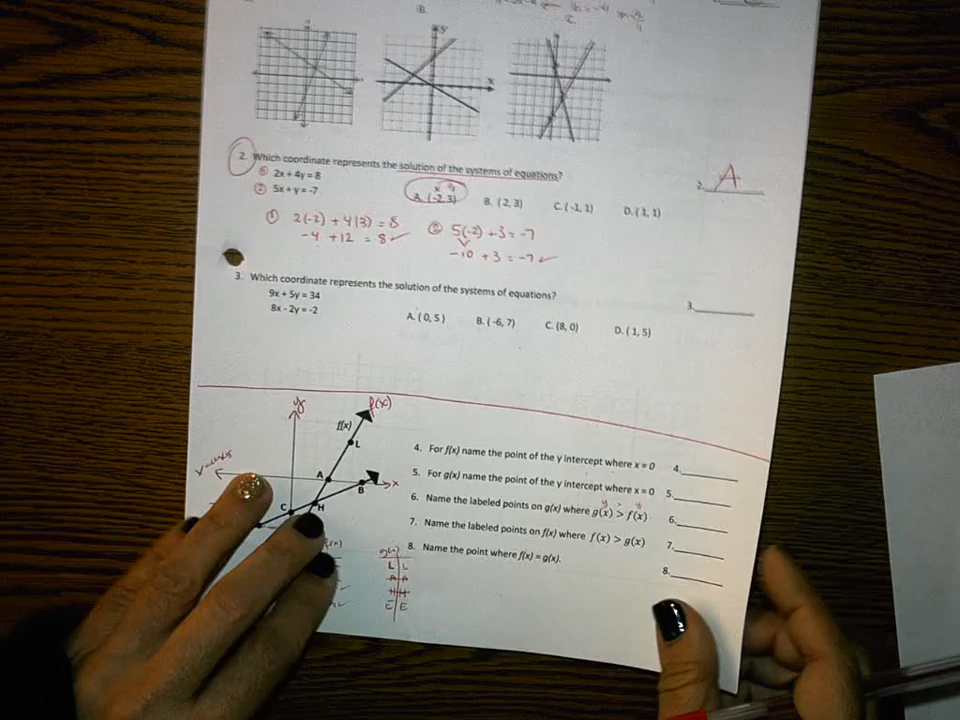 B.
y
x
2. Which coordinate represents the solution of the systems of equations?
① 2x + 4y = 8
② 5x + y = -7
x y
A. (-2, 3) B. (2, 3) C. (-1, 1) D. (1, 1)
2. A
① 2(-2) + 4(3) = 8
-4 + 12 = 8 ✓
② 5(-2) + 3 = -7
-10 + 3 = -7 ✓
3. Which coordinate represents the solution of the systems of equations?
9x + 5y = 34
8x - 2y = -2
A. (0, 5) B. (-6, 7) C. (8, 0) D. (1, 5)
3.
y
f(x)
f(x)
L
A
B
x
C
H
4. For f(x) name the point of the y intercept where x = 0 4.
5. For g(x) name the point of the y intercept where x = 0 5.
y > y
6. Name the labeled points on g(x) where g(x) > f(x) 6.
7. Name the labeled points on f(x) where f(x) > g(x) 7.
8. Name the point where f(x) = g(x). 8.
g(x)
L L
A A
H H
E E